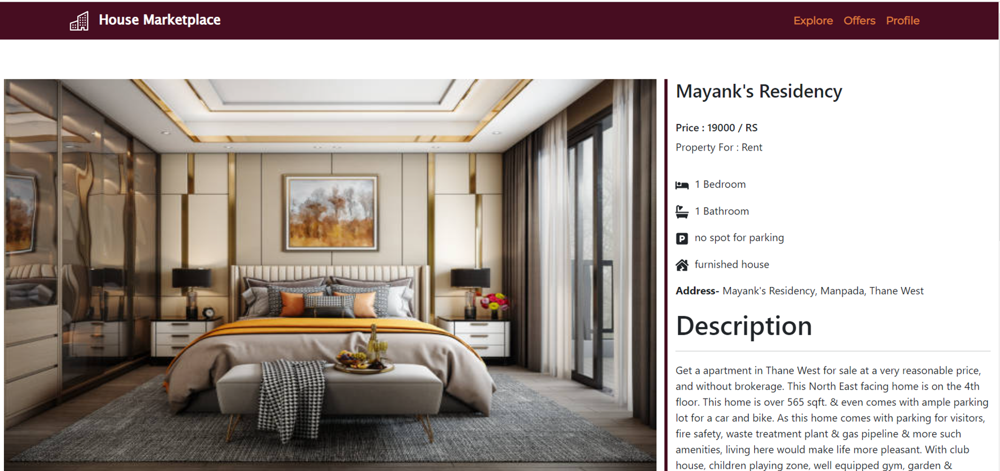 House Marketplace
Explore Offers Profile
Mayank's Residency
Price : 19000 / RS
Property For : Rent
1 Bedroom
1 Bathroom
P no spot for parking
furnished house
Address- Mayank's Residency, Manpada, Thane West
Description
Get a apartment in Thane West for sale at a very reasonable price,
and without brokerage. This North East facing home is on the 4th
floor. This home is over 565 sqft. & even comes with ample parking
lot for a car and bike. As this home comes with parking for visitors,
fire safety, waste treatment plant & gas pipeline & more such
amenities, living here would make life more pleasant. With club
house, children playing zone, well equipped gym, garden &